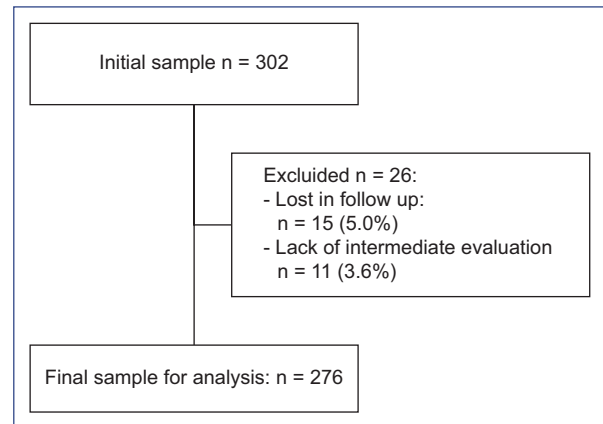 Initial sample n = 302
Excluided n = 26:
- Lost in follow up:
n = 15 (5.0%)
- Lack of intermediate evaluation
n = 11 (3.6%)
Final sample for analysis: n = 276